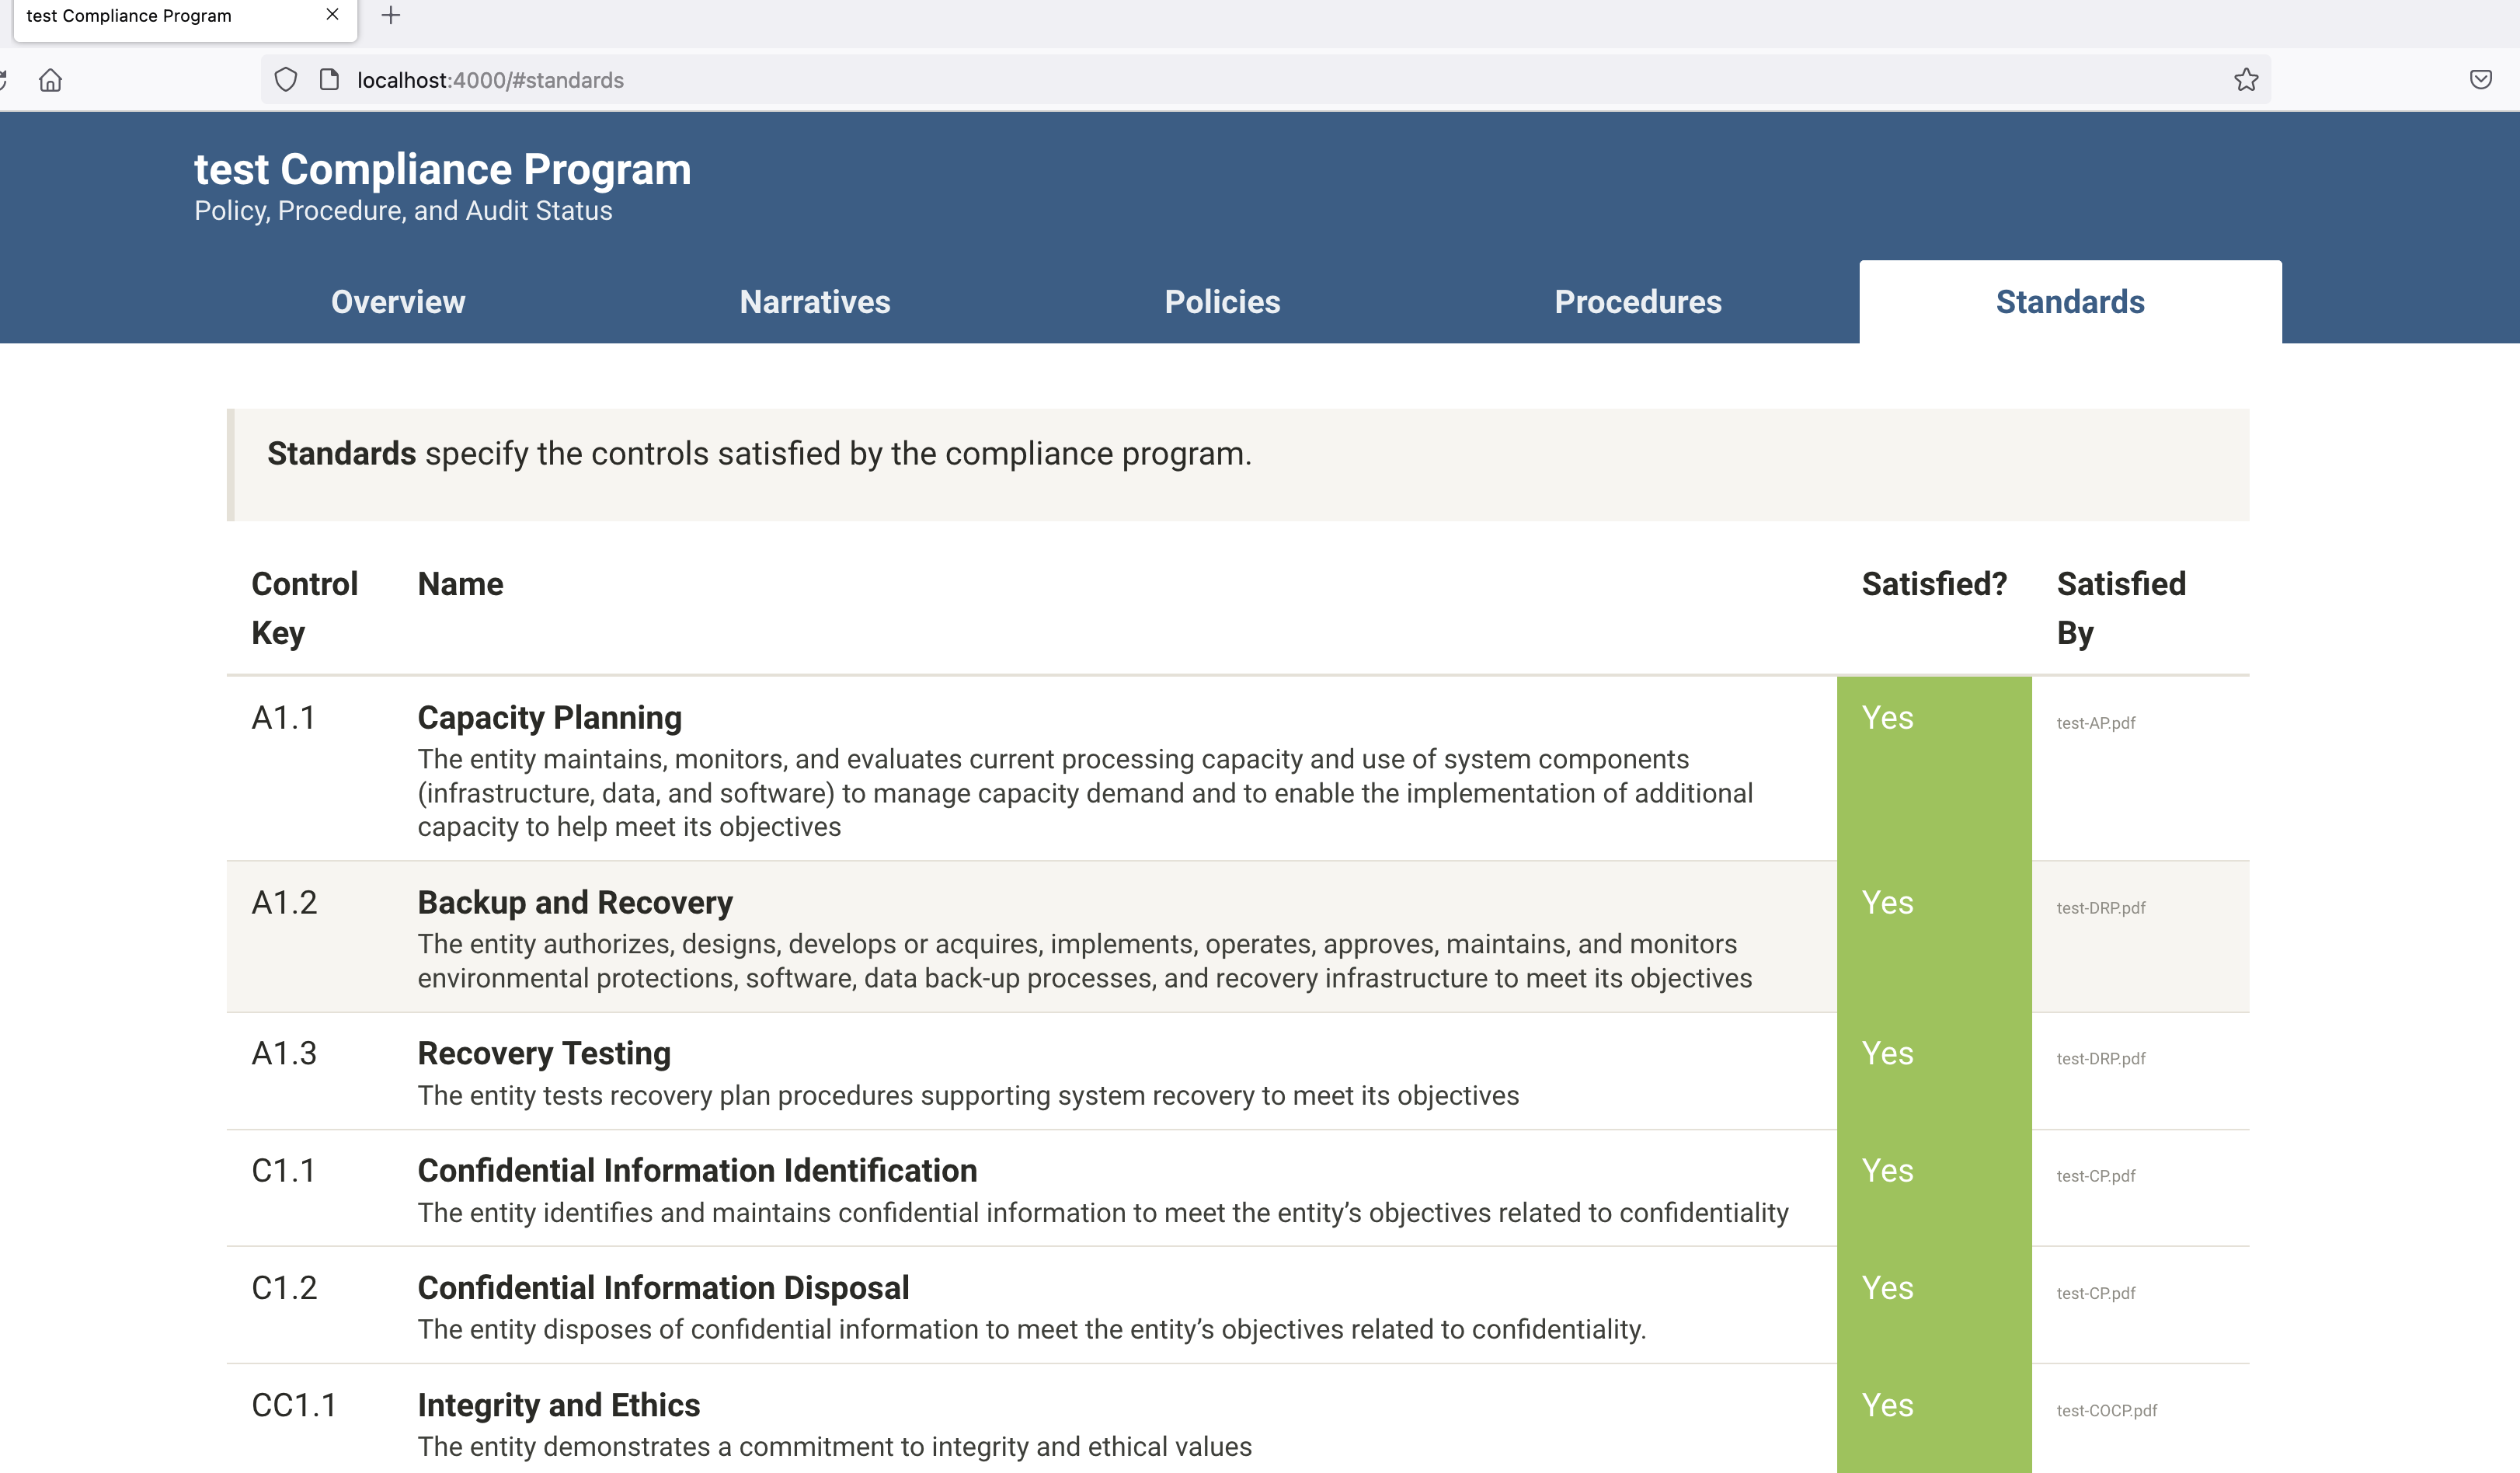 test Compliance Program
localhost:4000/#standards
test Compliance Program
Policy, Procedure, and Audit Status
Overview Narratives Policies Procedures Standards
Standards specify the controls satisfied by the compliance program.
Control Key Name Satisfied? Satisfied By
A1.1 Capacity Planning Yes test-AP.pdf
The entity maintains, monitors, and evaluates current processing capacity and use of system components
(infrastructure, data, and software) to manage capacity demand and to enable the implementation of additional
capacity to help meet its objectives
A1.2 Backup and Recovery Yes test-DRP.pdf
The entity authorizes, designs, develops or acquires, implements, operates, approves, maintains, and monitors
environmental protections, software, data back-up processes, and recovery infrastructure to meet its objectives
A1.3 Recovery Testing Yes test-DRP.pdf
The entity tests recovery plan procedures supporting system recovery to meet its objectives
C1.1 Confidential Information Identification Yes test-CP.pdf
The entity identifies and maintains confidential information to meet the entity’s objectives related to confidentiality
C1.2 Confidential Information Disposal Yes test-CP.pdf
The entity disposes of confidential information to meet the entity’s objectives related to confidentiality.
CC1.1 Integrity and Ethics Yes test-COCP.pdf
The entity demonstrates a commitment to integrity and ethical values